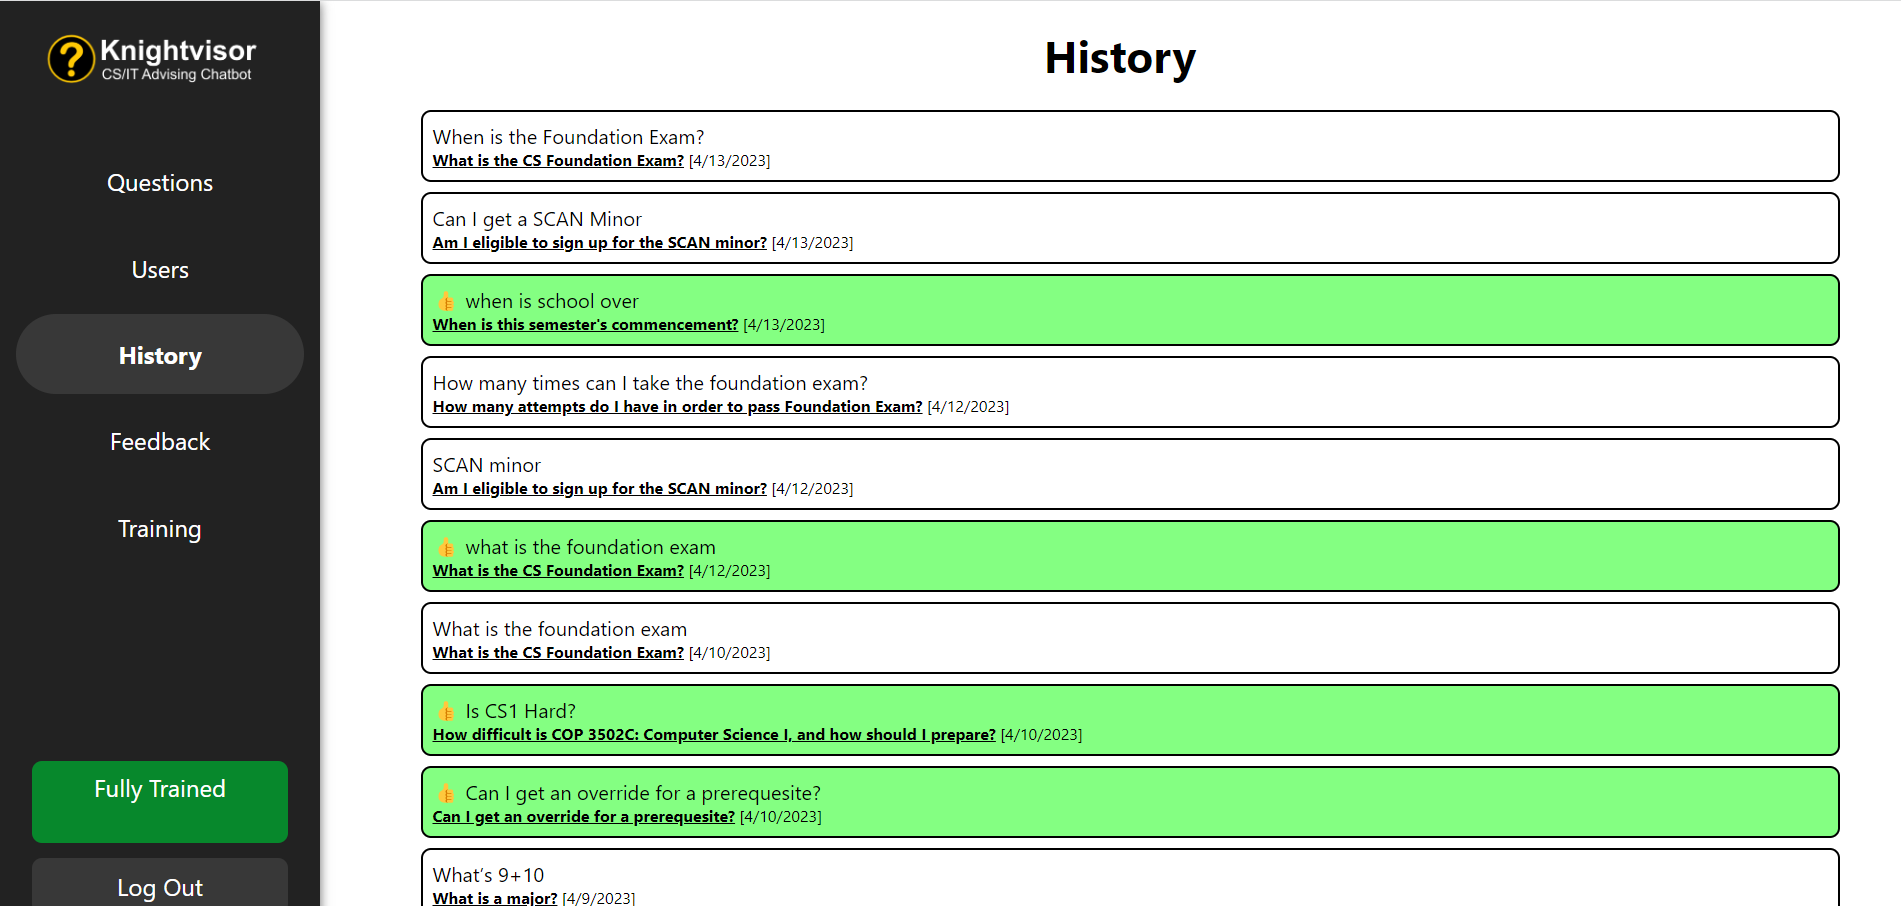 Knightvisor
CS/IT Advising Chatbot
Questions
Users
History
Feedback
Training
Fully Trained
Log Out
History
When is the Foundation Exam?
What is the CS Foundation Exam? [4/13/2023]
Can I get a SCAN Minor
Am I eligible to sign up for the SCAN minor? [4/13/2023]
👍 when is school over
When is this semester's commencement? [4/13/2023]
How many times can I take the foundation exam?
How many attempts do I have in order to pass Foundation Exam? [4/12/2023]
SCAN minor
Am I eligible to sign up for the SCAN minor? [4/12/2023]
👍 what is the foundation exam
What is the CS Foundation Exam? [4/12/2023]
What is the foundation exam
What is the CS Foundation Exam? [4/10/2023]
👍 Is CS1 Hard?
How difficult is COP 3502C: Computer Science I, and how should I prepare? [4/10/2023]
👍 Can I get an override for a prerequesite?
Can I get an override for a prerequesite? [4/10/2023]
What's 9+10
What is a major? [4/9/2023]